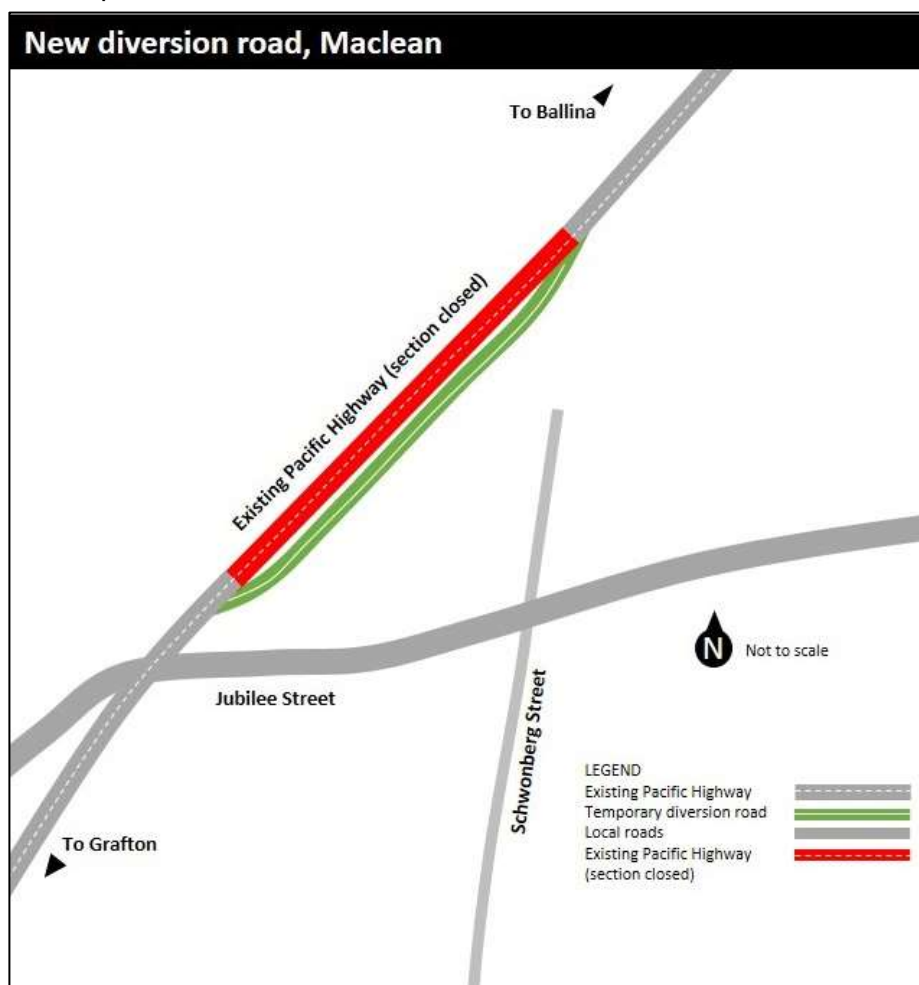 New diversion road, Maclean
To Ballina
Existing Pacific Highway (section closed)
N
Not to scale
Jubilee Street
Schwonberg Street
To Grafton
LEGEND
Existing Pacific Highway
Temporary diversion road
Local roads
Existing Pacific Highway
(section closed)